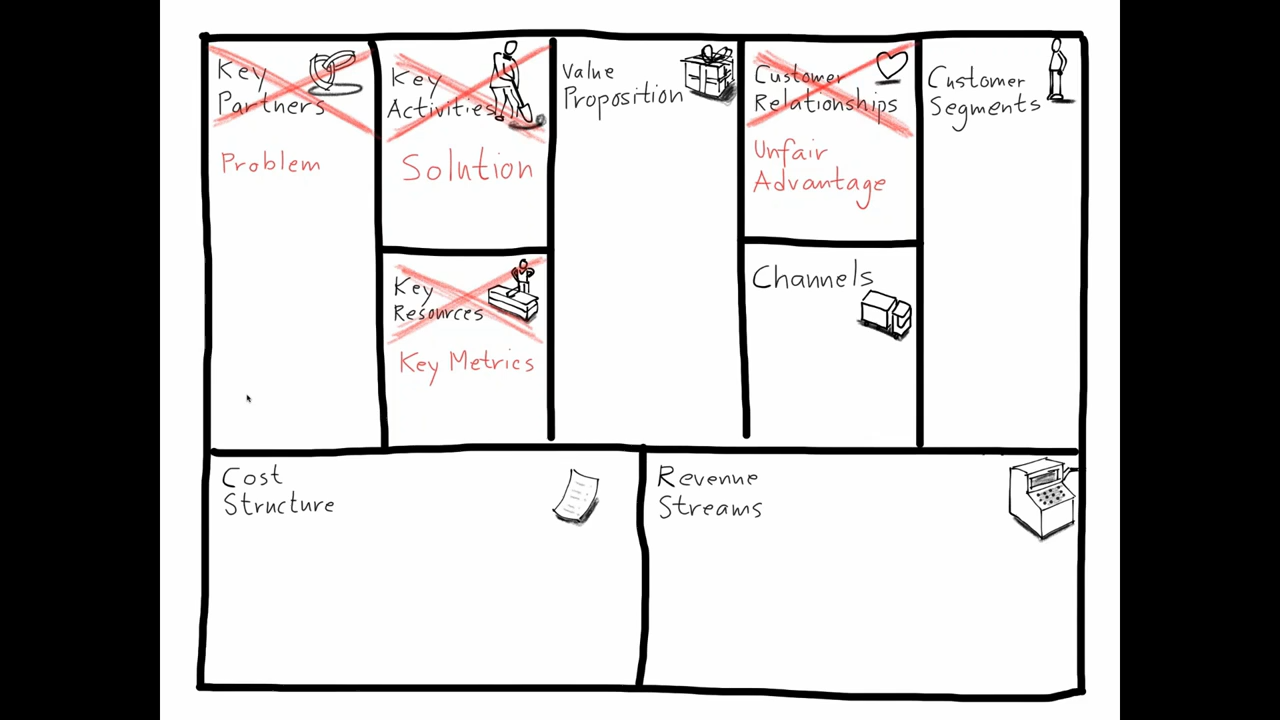 Key
Partners
Problem
Key
Activities
Solution
Key
Resources
Key Metrics
Value
Proposition
Customer
Relationships
Unfair
Advantage
Channels
Customer
Segments
Cost
Structure
Revenue
Streams